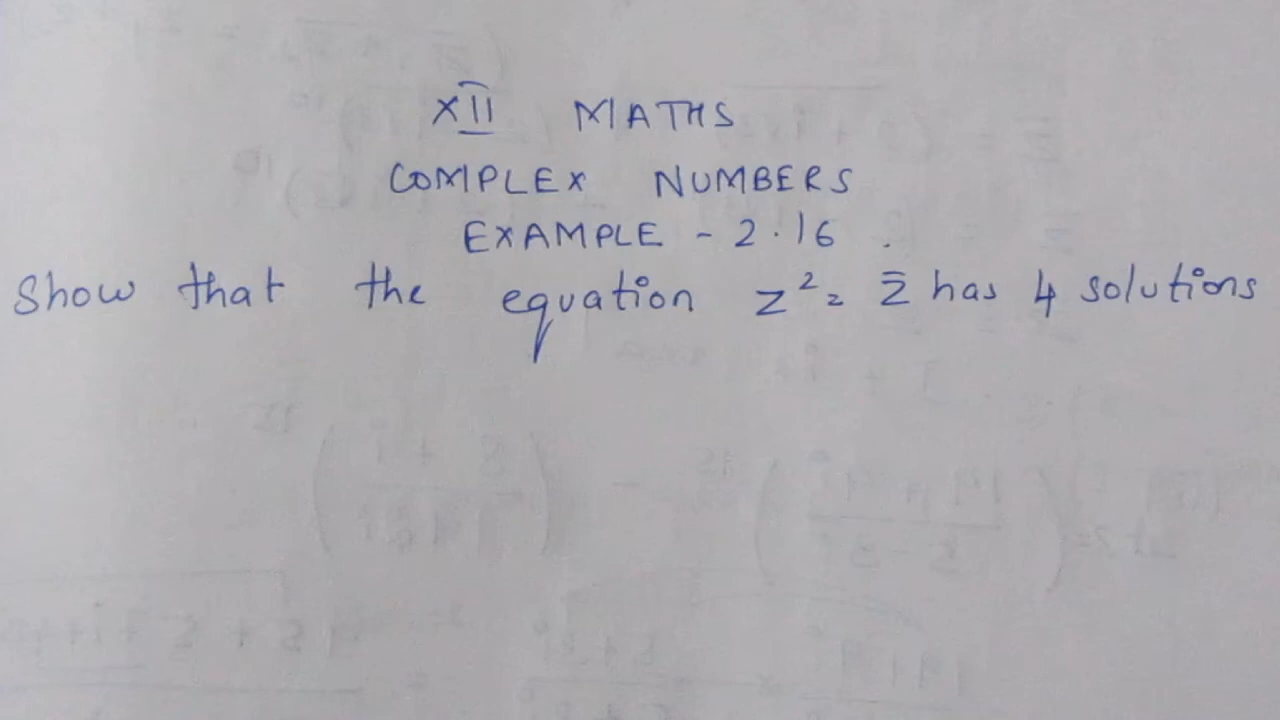 XII MATHS
COMPLEX NUMBERS
EXAMPLE - 2.16.
Show that the equation z² = z̄ has 4 solutions